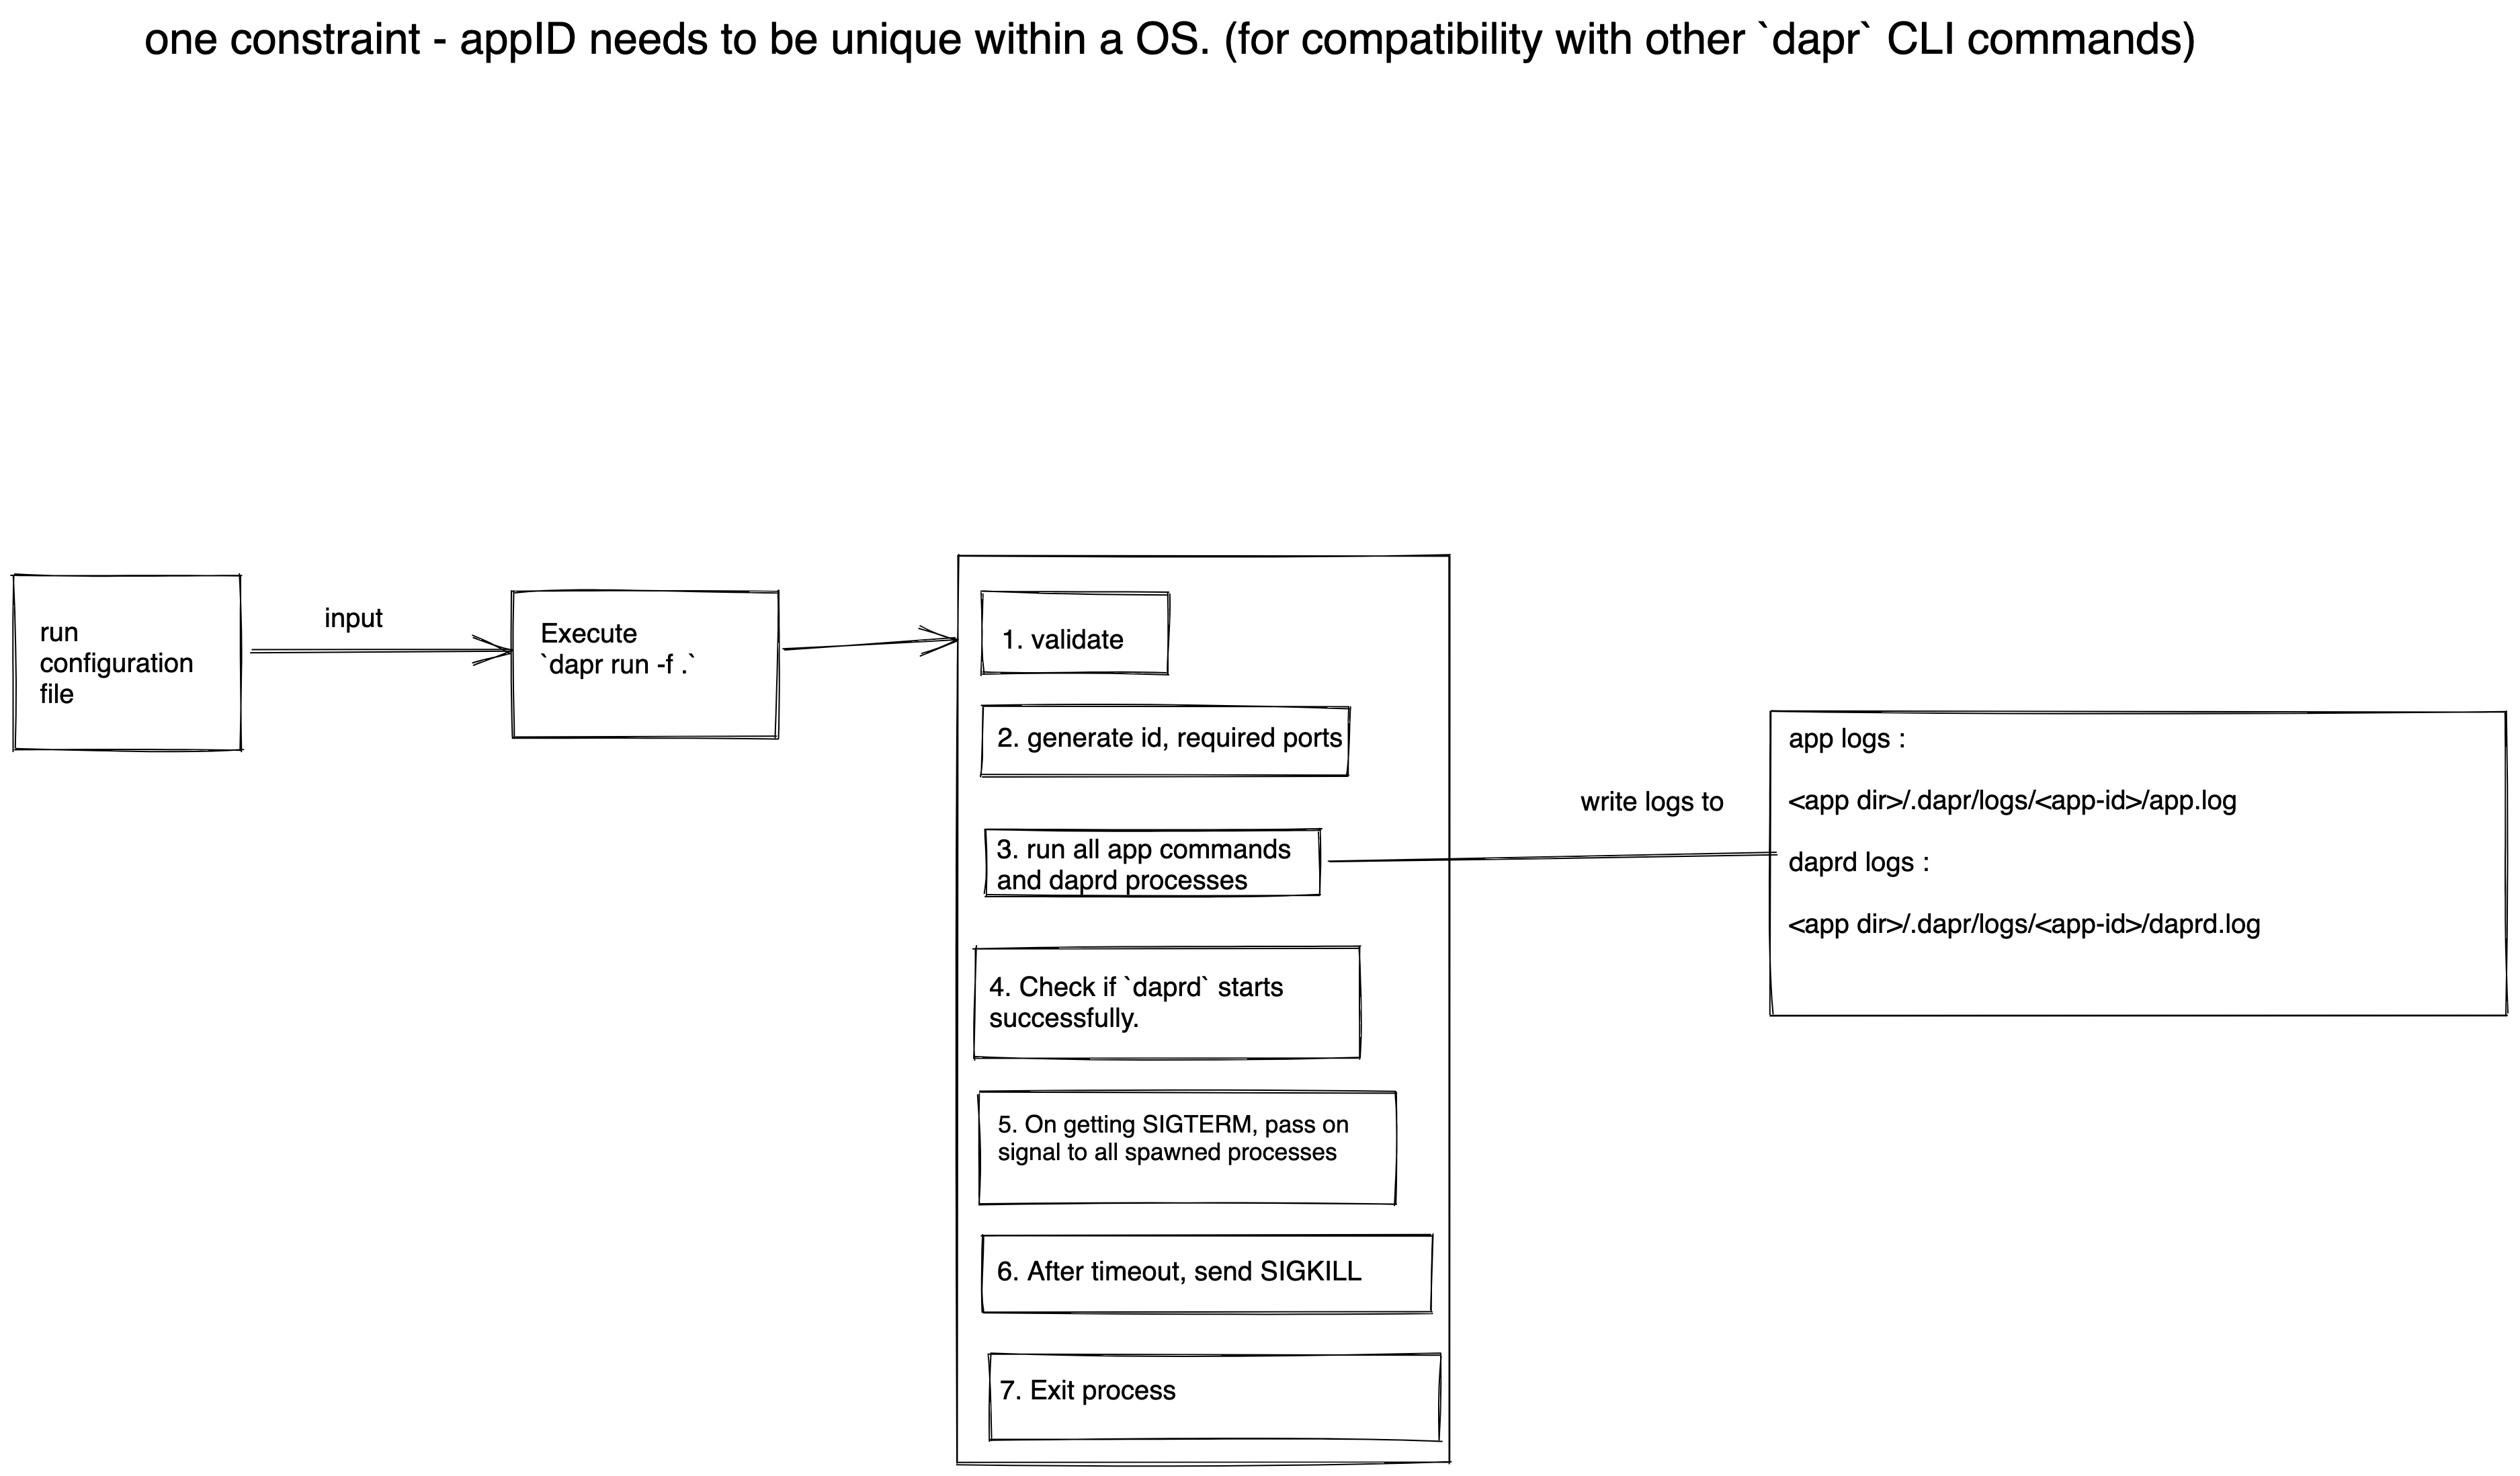 one constraint - appID needs to be unique within a OS. (for compatibility with other `dapr` CLI commands)
run
configuration
file
input
Execute
`dapr run -f .`
1. validate
2. generate id, required ports
3. run all app commands
and daprd processes
4. Check if `daprd` starts
successfully.
5. On getting SIGTERM, pass on
signal to all spawned processes
6. After timeout, send SIGKILL
7. Exit process
write logs to
app logs :
<app dir>/.dapr/logs/<app-id>/app.log
daprd logs :
<app dir>/.dapr/logs/<app-id>/daprd.log